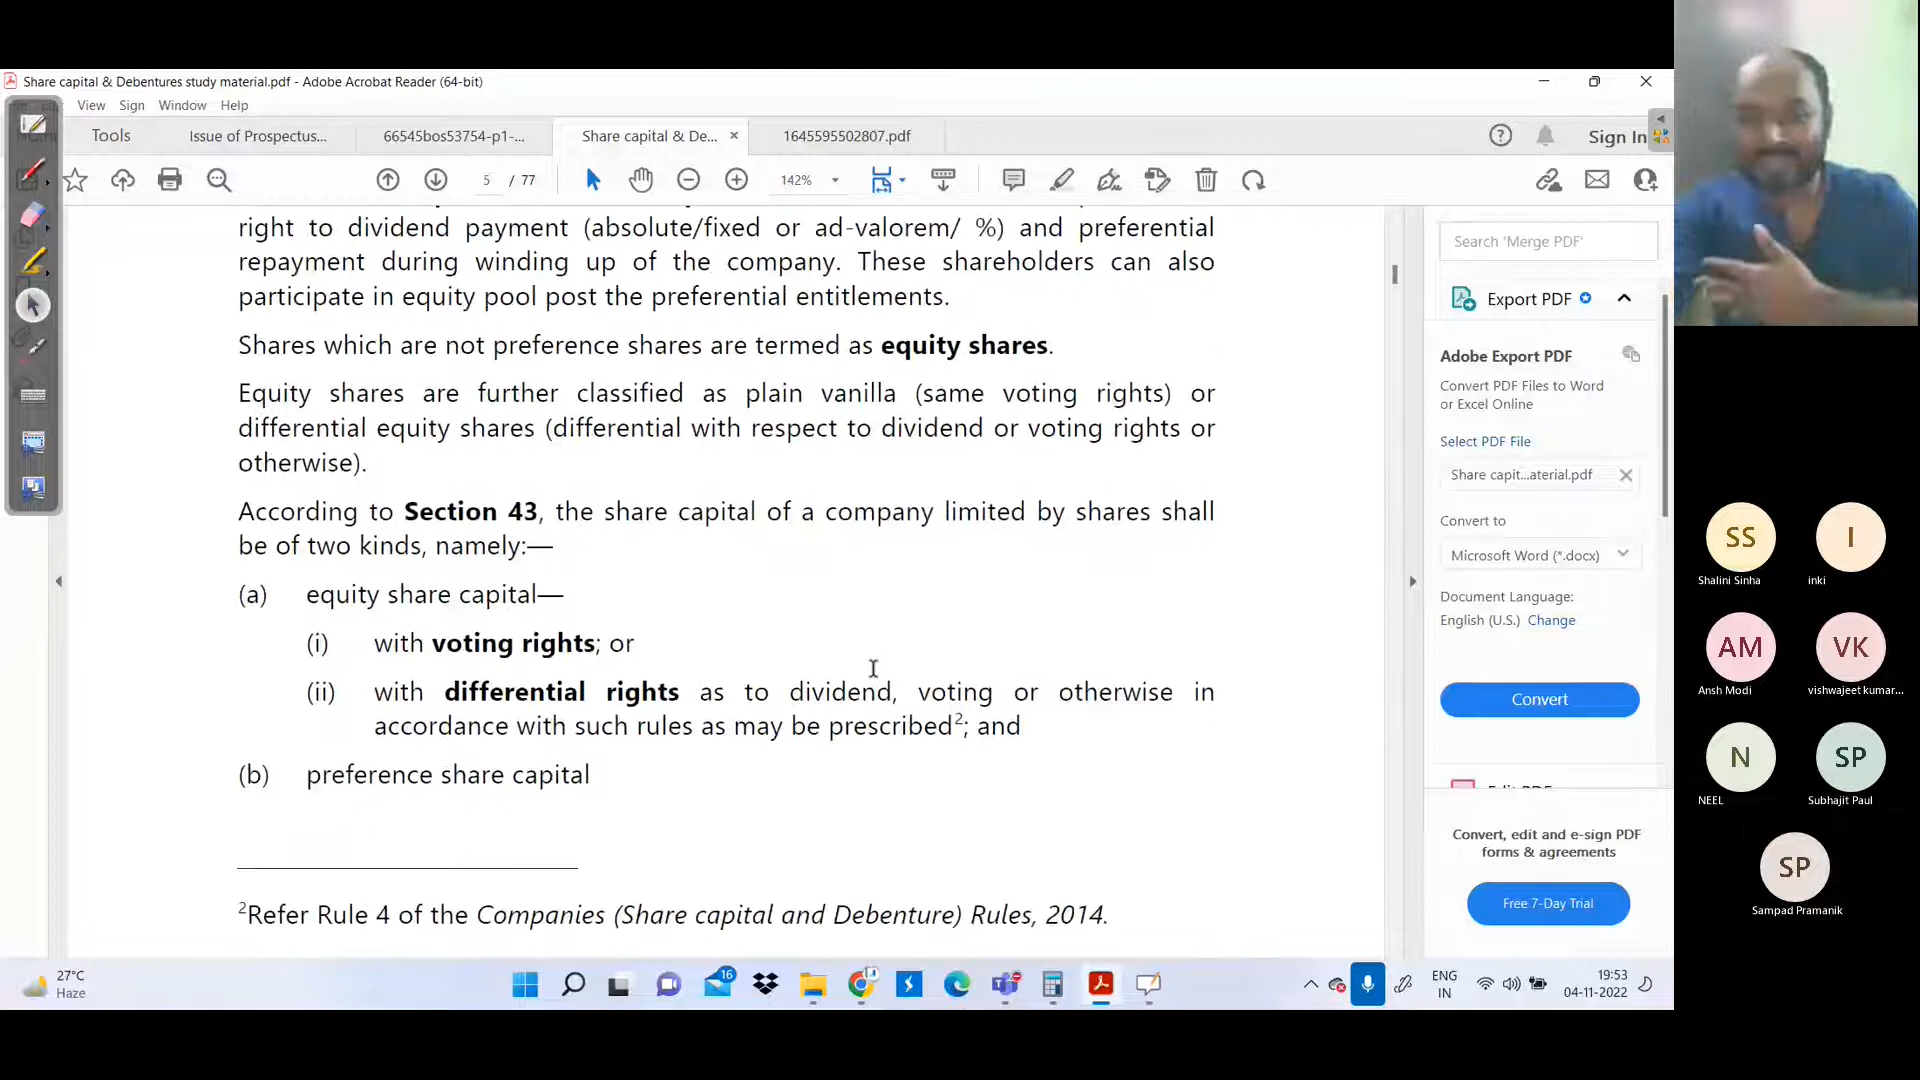 Share capital & Debentures study material.pdf - Adobe Acrobat Reader (64-bit)
View Sign Window Help
Tools Issue of Prospectus... 66545bos53754-p1-... Share capital & De... 1645595502807.pdf Sign In
5 / 77 142%
right to dividend payment (absolute/fixed or ad-valorem/ %) and preferential
repayment during winding up of the company. These shareholders can also
participate in equity pool post the preferential entitlements.
Shares which are not preference shares are termed as equity shares.
Equity shares are further classified as plain vanilla (same voting rights) or
differential equity shares (differential with respect to dividend or voting rights or
otherwise).
According to Section 43, the share capital of a company limited by shares shall
be of two kinds, namely:—
(a) equity share capital—
(i) with voting rights; or
(ii) with differential rights as to dividend, voting or otherwise in
accordance with such rules as may be prescribed2; and
(b) preference share capital
2Refer Rule 4 of the Companies (Share capital and Debenture) Rules, 2014.
Search 'Merge PDF'
Export PDF
Adobe Export PDF
Convert PDF Files to Word
or Excel Online
Select PDF File
Share capit...aterial.pdf
Convert to
Microsoft Word (*.docx)
Document Language:
English (U.S.) Change
Convert
Convert, edit and e-sign PDF
forms & agreements
Free 7-Day Trial
SS I
Shalini Sinha inki
AM VK
Ansh Modi vishwajeet kumar...
N SP
NEEL Subhajit Paul
SP
Sampad Pramanik
27°C
Haze
16
ENG
IN
19:53
04-11-2022